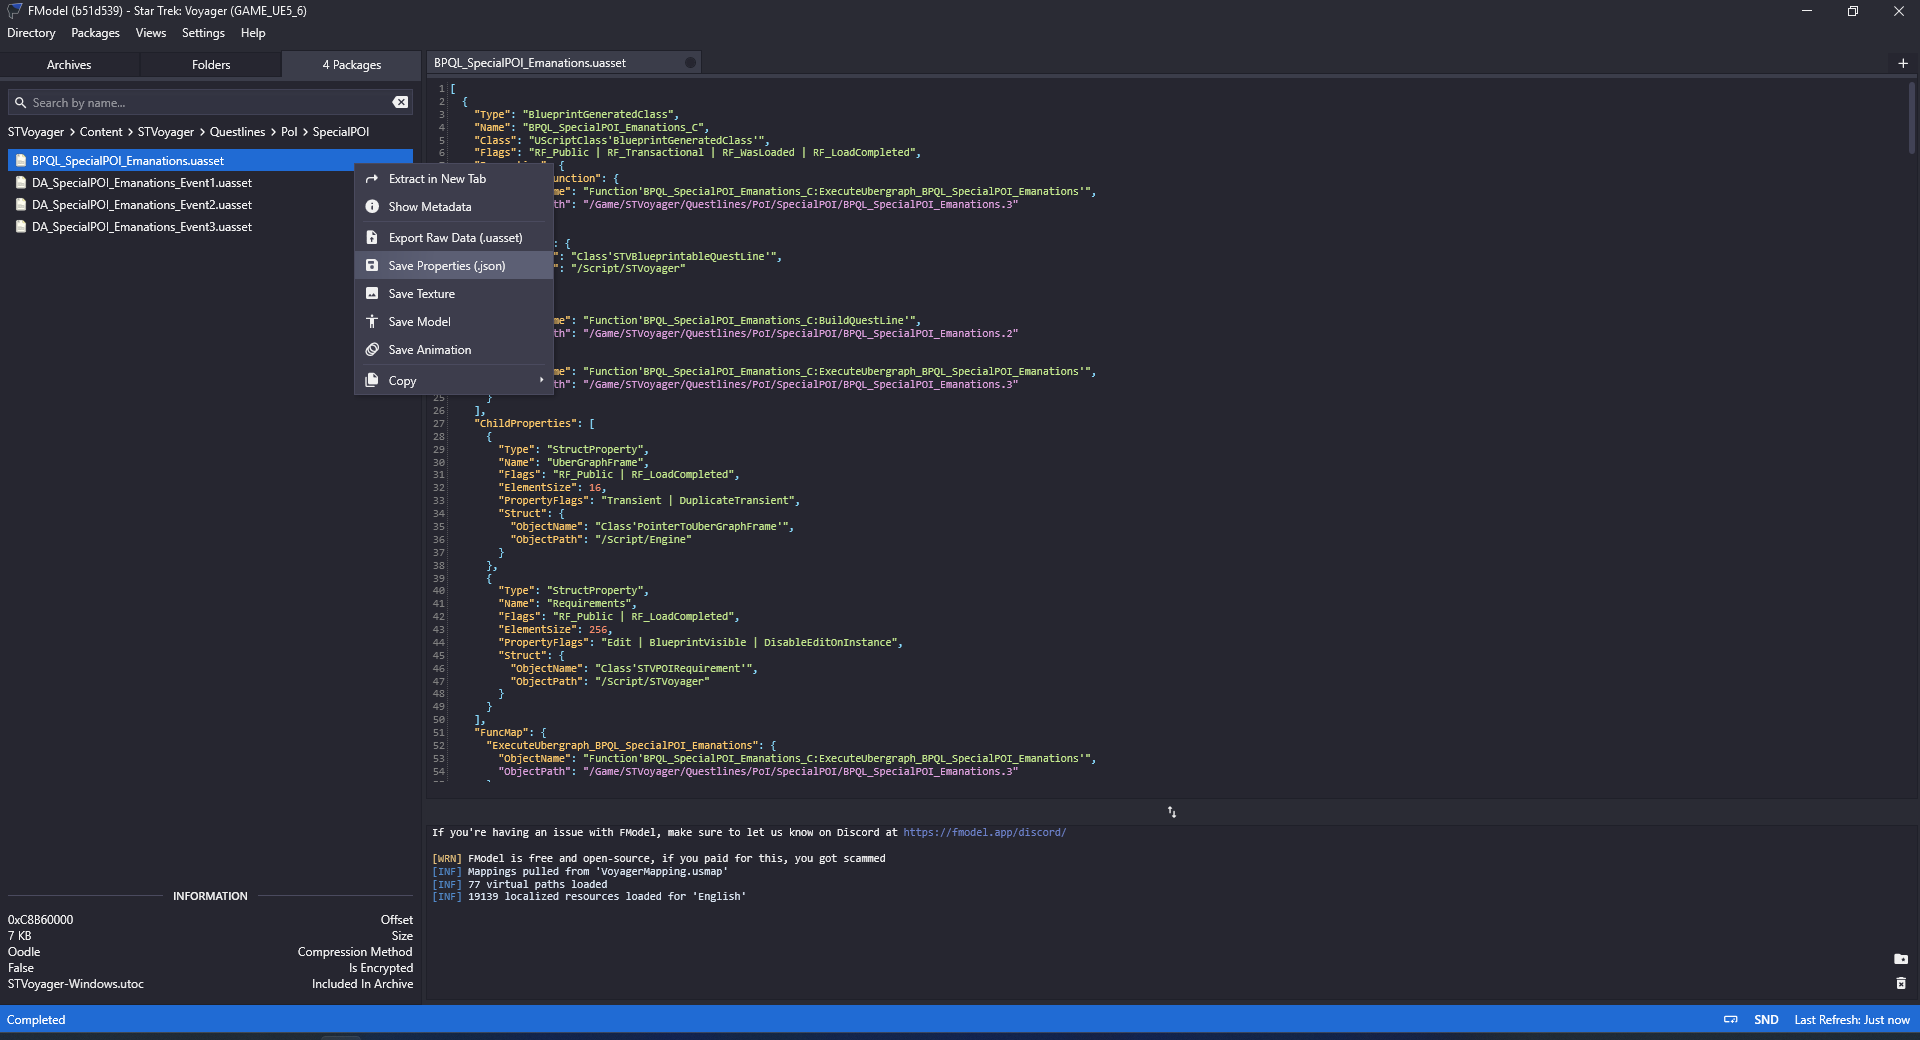 FModel (b51d539) - Star Trek: Voyager (GAME_UE5_6)
Directory Packages Views Settings Help
Archives Folders 4 Packages
Search by name...
STVoyager > Content > STVoyager > Questlines > PoI > SpecialPOI
BPQL_SpecialPOI_Emanations.uasset
DA_SpecialPOI_Emanations_Event1.uasset
DA_SpecialPOI_Emanations_Event2.uasset
DA_SpecialPOI_Emanations_Event3.uasset
Extract in New Tab
Show Metadata
Export Raw Data (.uasset)
Save Properties (.json)
Save Texture
Save Model
Save Animation
Copy
BPQL_SpecialPOI_Emanations.uasset
1 [
2 {
3 "Type": "BlueprintGeneratedClass",
4 "Name": "BPQL_SpecialPOI_Emanations_C",
5 "Class": "UScriptClass'BlueprintGeneratedClass'",
6 "Flags": "RF_Public | RF_Transactional | RF_WasLoaded | RF_LoadCompleted",
{
unction": {
me": "Function'BPQL_SpecialPOI_Emanations_C:ExecuteUbergraph_BPQL_SpecialPOI_Emanations'",
th": "/Game/STVoyager/Questlines/PoI/SpecialPOI/BPQL_SpecialPOI_Emanations.3"
: {
": "Class'STVBlueprintableQuestLine'",
": "/Script/STVoyager"
me": "Function'BPQL_SpecialPOI_Emanations_C:BuildQuestLine'",
th": "/Game/STVoyager/Questlines/PoI/SpecialPOI/BPQL_SpecialPOI_Emanations.2"
me": "Function'BPQL_SpecialPOI_Emanations_C:ExecuteUbergraph_BPQL_SpecialPOI_Emanations'",
th": "/Game/STVoyager/Questlines/PoI/SpecialPOI/BPQL_SpecialPOI_Emanations.3"
25 }
26 ],
27 "ChildProperties": [
28 {
29 "Type": "StructProperty",
30 "Name": "UberGraphFrame",
31 "Flags": "RF_Public | RF_LoadCompleted",
32 "ElementSize": 16,
33 "PropertyFlags": "Transient | DuplicateTransient",
34 "Struct": {
35 "ObjectName": "Class'PointerToUberGraphFrame'",
36 "ObjectPath": "/Script/Engine"
37 }
38 },
39 {
40 "Type": "StructProperty",
41 "Name": "Requirements",
42 "Flags": "RF_Public | RF_LoadCompleted",
43 "ElementSize": 256,
44 "PropertyFlags": "Edit | BlueprintVisible | DisableEditOnInstance",
45 "Struct": {
46 "ObjectName": "Class'STVPOIRequirement'",
47 "ObjectPath": "/Script/STVoyager"
48 }
49 }
50 ],
51 "FuncMap": {
52 "ExecuteUbergraph_BPQL_SpecialPOI_Emanations": {
53 "ObjectName": "Function'BPQL_SpecialPOI_Emanations_C:ExecuteUbergraph_BPQL_SpecialPOI_Emanations'",
54 "ObjectPath": "/Game/STVoyager/Questlines/PoI/SpecialPOI/BPQL_SpecialPOI_Emanations.3"
If you're having an issue with FModel, make sure to let us know on Discord at https://fmodel.app/discord/
[WRN] FModel is free and open-source, if you paid for this, you got scammed
[INF] Mappings pulled from 'VoyagerMapping.usmap'
[INF] 77 virtual paths loaded
[INF] 19139 localized resources loaded for 'English'
INFORMATION
0xC8B60000 Offset
7 KB Size
Oodle Compression Method
False Is Encrypted
STVoyager-Windows.utoc Included In Archive
Completed
SND Last Refresh: Just now